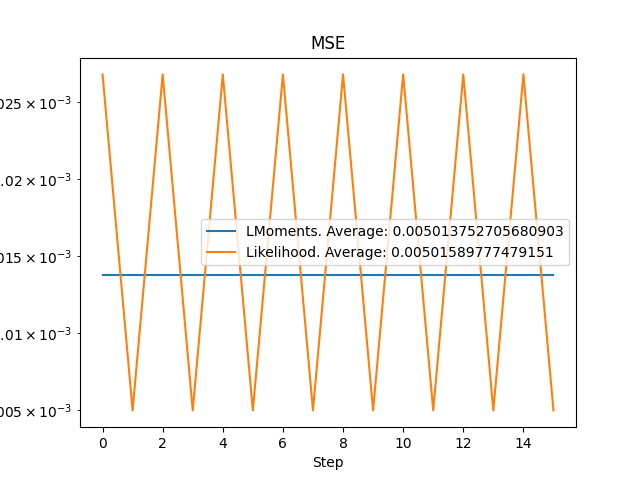 MSE
025 × 10⁻³
.02 × 10⁻³
015 × 10⁻³
.01 × 10⁻³
005 × 10⁻³
LMoments. Average: 0.005013752705680903
Likelihood. Average: 0.00501589777479151
0 2 4 6 8 10 12 14
Step